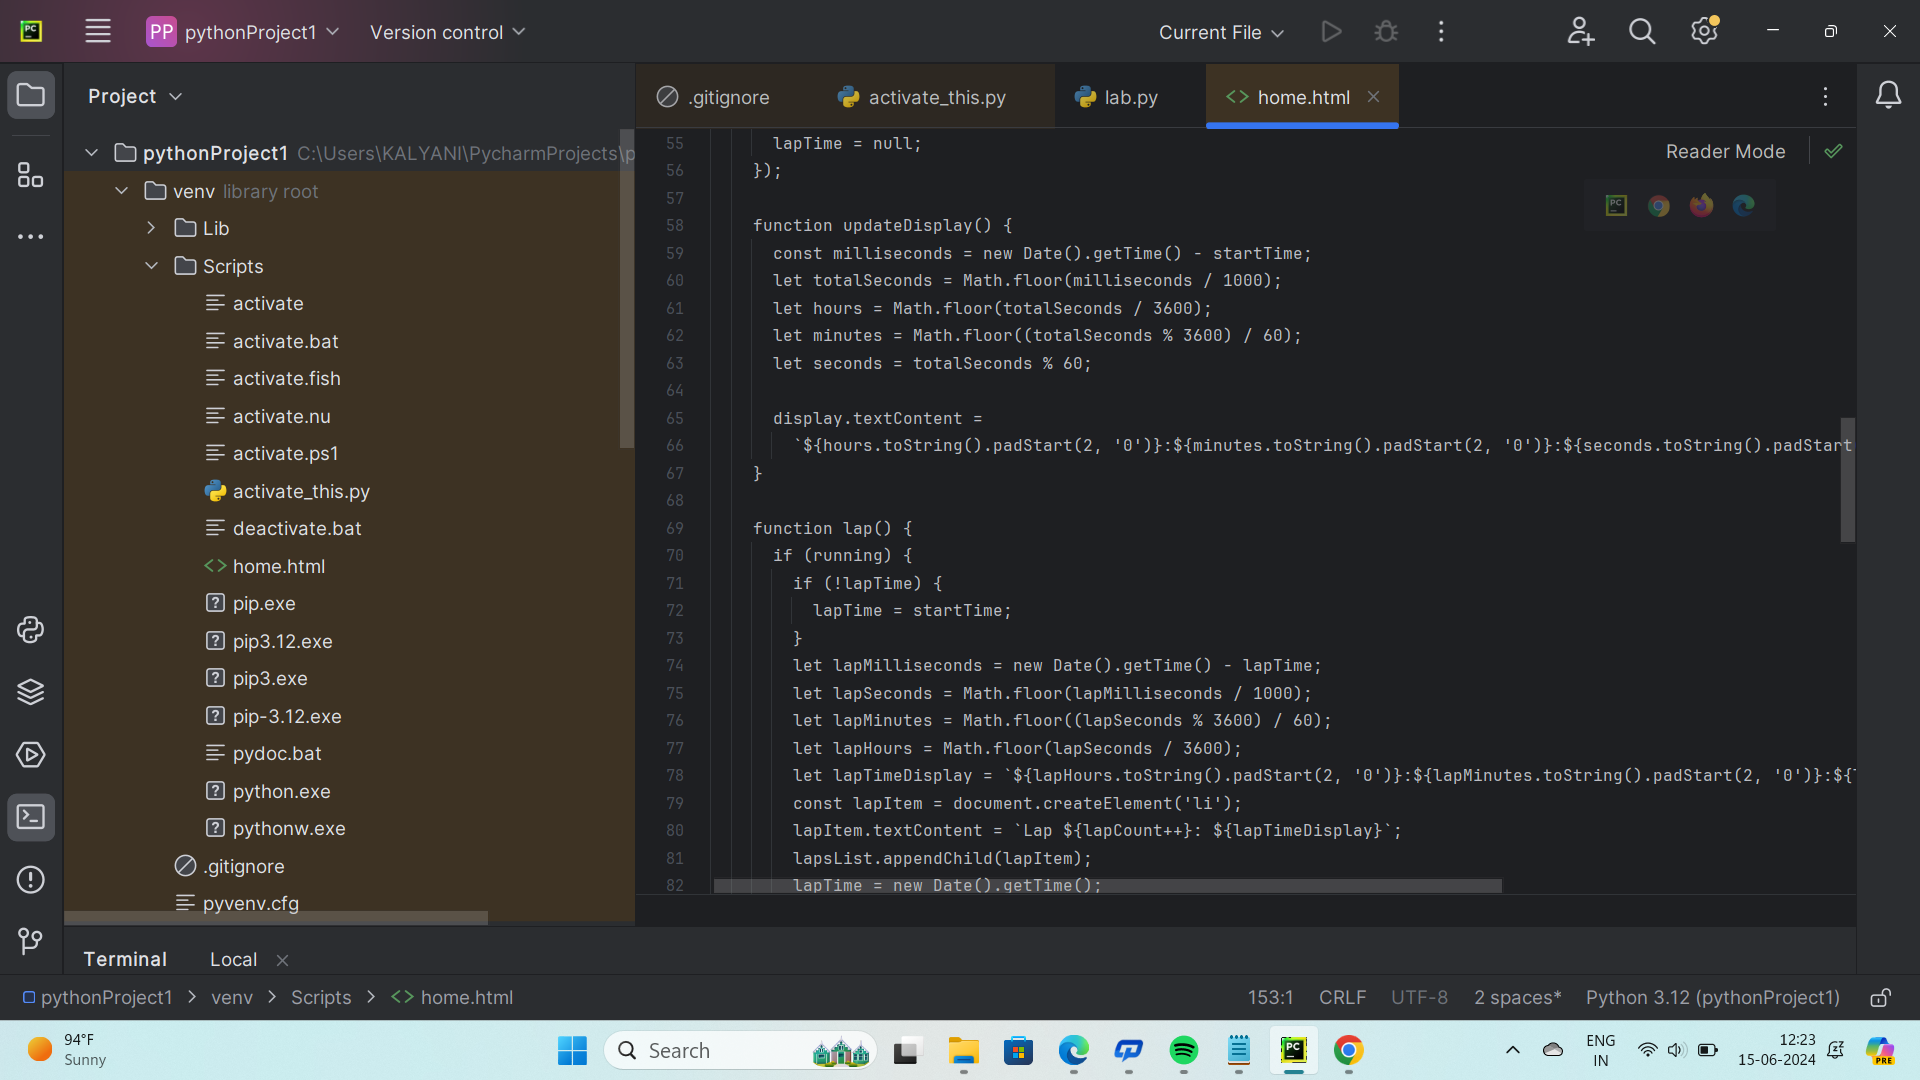 PC
PP pythonProject1
Version control
Current File
Project
.gitignore
activate_this.py
lab.py
home.html
pythonProject1 C:\Users\KALYANI\PycharmProjects\p
venv library root
Lib
Scripts
activate
activate.bat
activate.fish
activate.nu
activate.ps1
activate_this.py
deactivate.bat
home.html
pip.exe
pip3.12.exe
pip3.exe
pip-3.12.exe
pydoc.bat
python.exe
pythonw.exe
.gitignore
pyvenv.cfg
Reader Mode
PC
55 lapTime = null;
56 });
57
58 function updateDisplay() {
59 const milliseconds = new Date().getTime() - startTime;
60 let totalSeconds = Math.floor(milliseconds / 1000);
61 let hours = Math.floor(totalSeconds / 3600);
62 let minutes = Math.floor((totalSeconds % 3600) / 60);
63 let seconds = totalSeconds % 60;
64
65 display.textContent =
66 `${hours.toString().padStart(2, '0')}:${minutes.toString().padStart(2, '0')}:${seconds.toString().padStart
67 }
68
69 function lap() {
70 if (running) {
71 if (!lapTime) {
72 lapTime = startTime;
73 }
74 let lapMilliseconds = new Date().getTime() - lapTime;
75 let lapSeconds = Math.floor(lapMilliseconds / 1000);
76 let lapMinutes = Math.floor((lapSeconds % 3600) / 60);
77 let lapHours = Math.floor(lapSeconds / 3600);
78 let lapTimeDisplay = `${lapHours.toString().padStart(2, '0')}:${lapMinutes.toString().padStart(2, '0')}:${
79 const lapItem = document.createElement('li');
80 lapItem.textContent = `Lap ${lapCount++}: ${lapTimeDisplay}`;
81 lapsList.appendChild(lapItem);
82 lapTime = new Date().getTime();
Terminal Local
pythonProject1 > venv > Scripts > home.html
153:1 CRLF UTF-8 2 spaces* Python 3.12 (pythonProject1)
94°F
Sunny
Search
PC
ENG
IN
12:23
15-06-2024
PRE